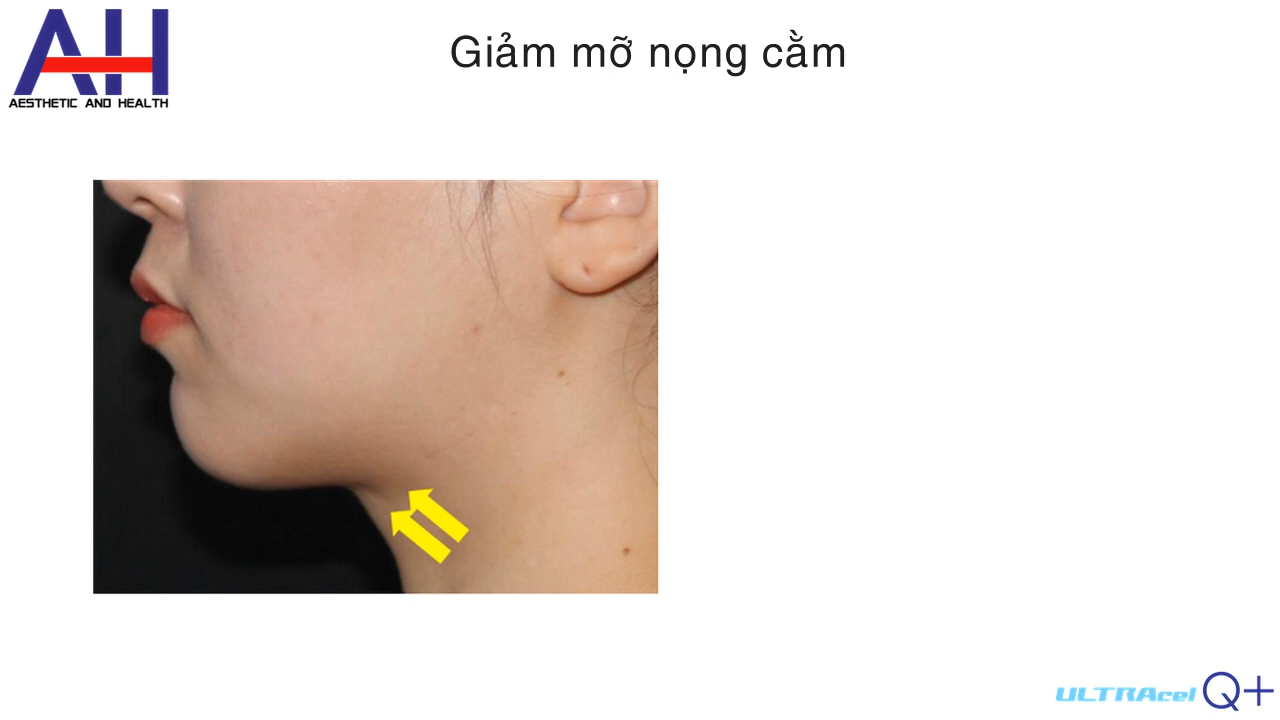 AH
AESTHETIC AND HEALTH
Giảm mỡ nọng cằm
ULTRAcel Q+